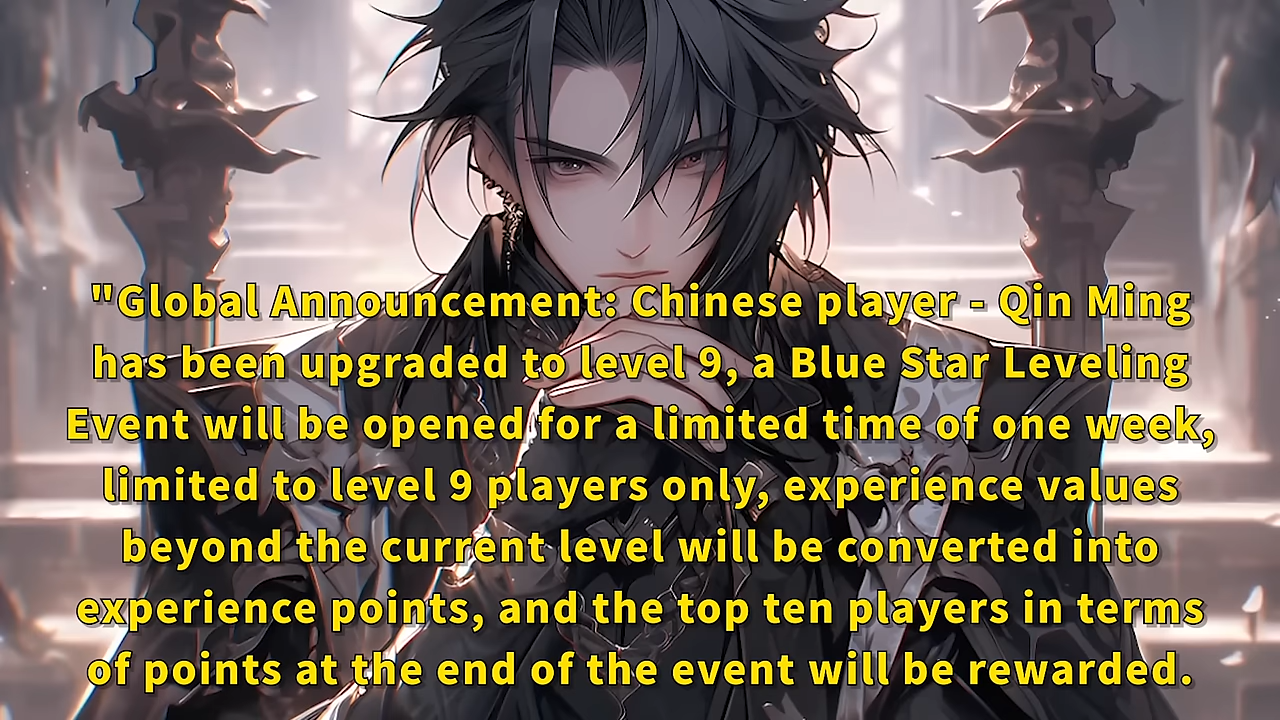 "Global Announcement: Chinese player - Qin Ming
has been upgraded to level 9, a Blue Star Leveling
Event will be opened for a limited time of one week,
limited to level 9 players only, experience values
beyond the current level will be converted into
experience points, and the top ten players in terms
of points at the end of the event will be rewarded.